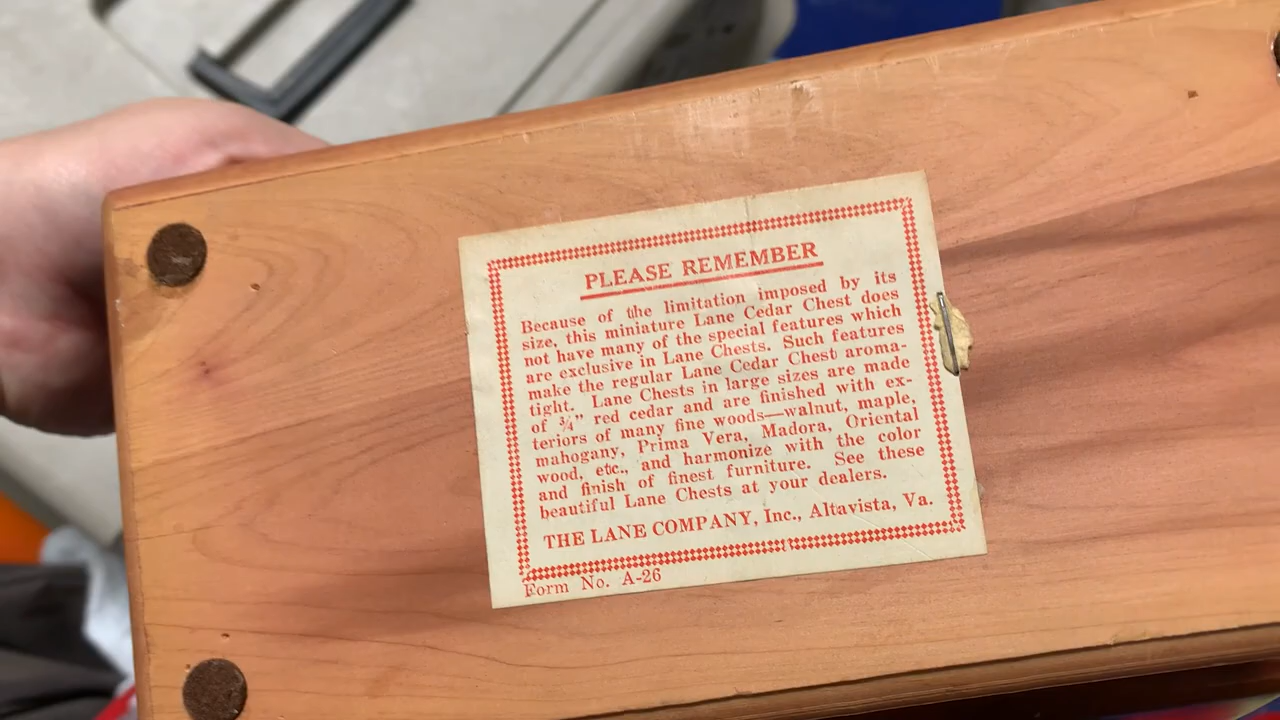 PLEASE REMEMBER
Because of the limitation imposed by its
size, this miniature Lane Cedar Chest does
not have many of the special features which
are exclusive in Lane Chests. Such features
make the regular Lane Cedar Chest aroma-
tight. Lane Chests in large sizes are made
of ¾" red cedar and are finished with ex-
teriors of many fine woods—walnut, maple,
mahogany, Prima Vera, Madora, Oriental
wood, etc., and harmonize with the color
and finish of finest furniture. See these
beautiful Lane Chests at your dealers.
THE LANE COMPANY, Inc., Altavista, Va.
Form No. A-26